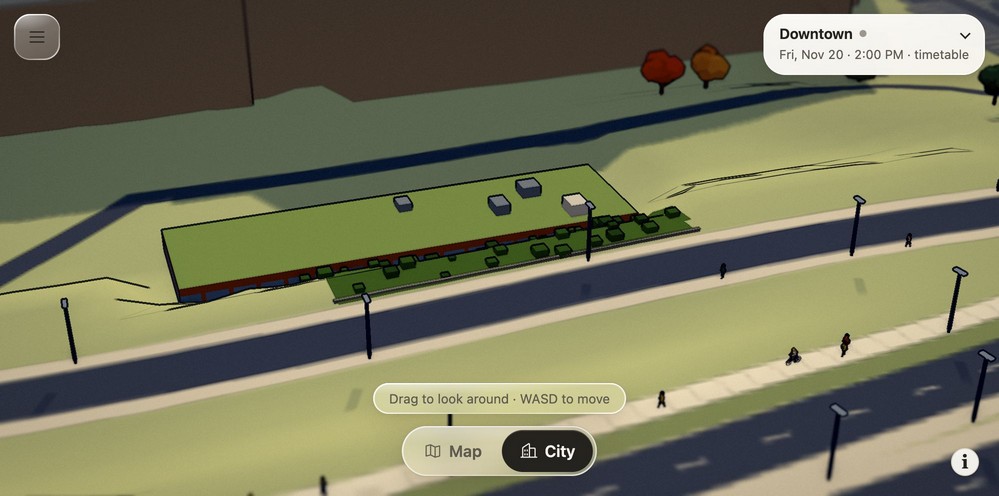 Downtown
Fri, Nov 20 · 2:00 PM · timetable
Drag to look around · WASD to move
Map
City
i